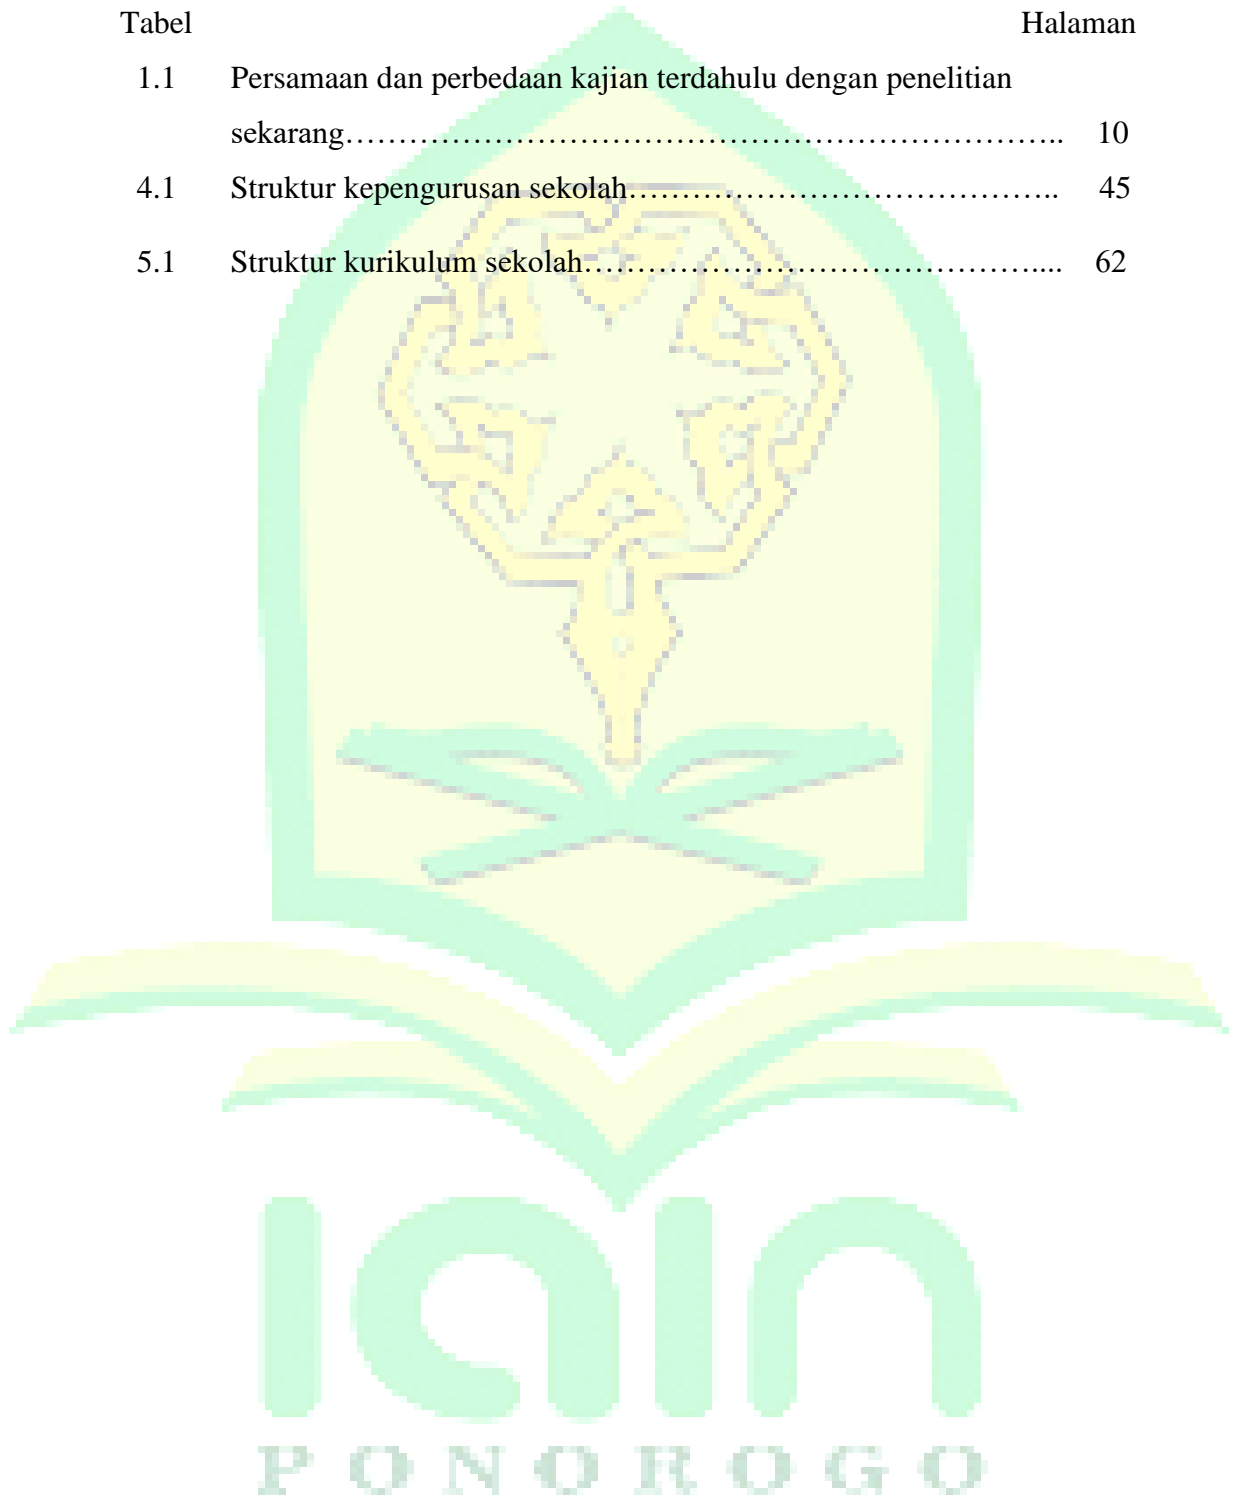 Tabel Halaman
1.1 Persamaan dan perbedaan kajian terdahulu dengan penelitian
sekarang……………………………………………………………….. 10
4.1 Struktur kepengurusan sekolah…………………………………….. 45
5.1 Struktur kurikulum sekolah……………………………………….... 62
iain
PONOROGO